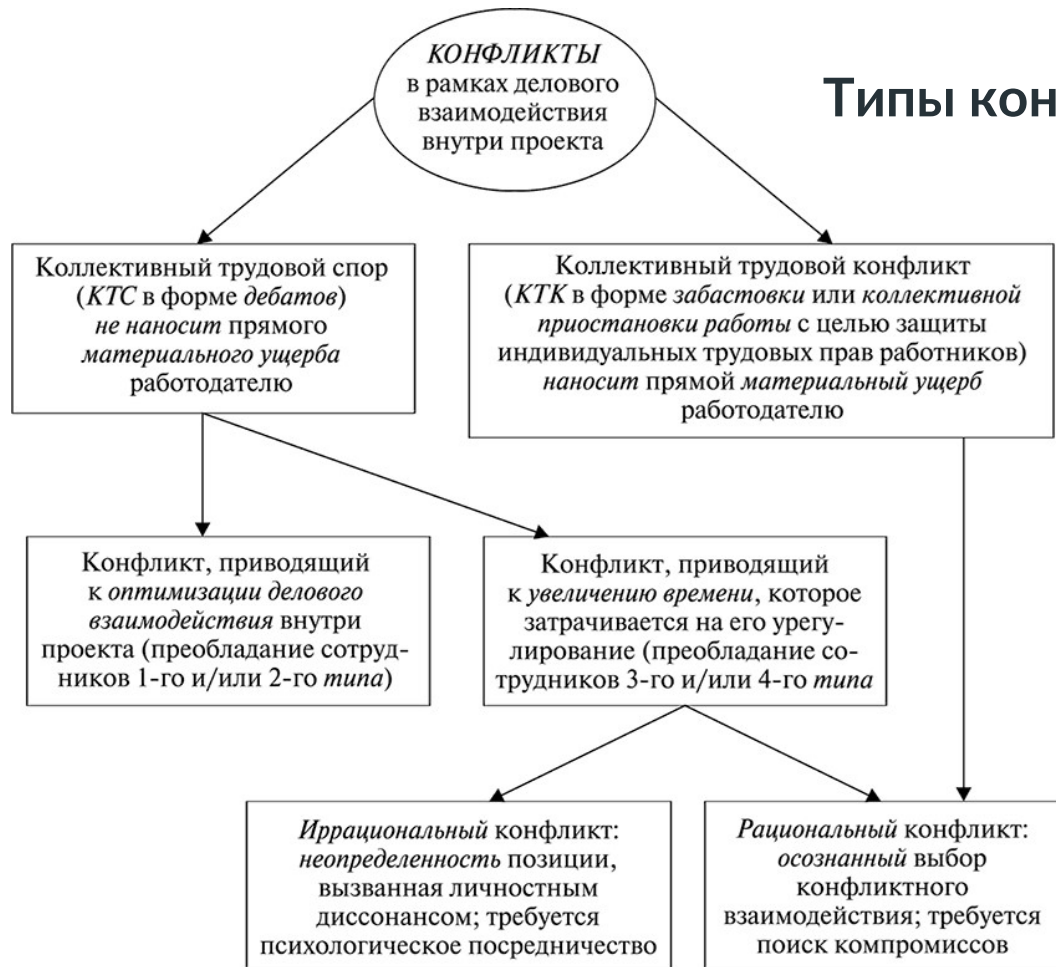 КОНФЛИКТЫ
в рамках делового
взаимодействия
внутри проекта
Типы кон
Коллективный трудовой спор
(КТС в форме дебатов)
не наносит прямого
материального ущерба
работодателю
Коллективный трудовой конфликт
(КТК в форме забастовки или коллективной
приостановки работы с целью защиты
индивидуальных трудовых прав работников)
наносит прямой материальный ущерб
работодателю
Конфликт, приводящий
к оптимизации делового
взаимодействия внутри
проекта (преобладание сотруд-
ников 1-го и/или 2-го типа)
Конфликт, приводящий
к увеличению времени, которое
затрачивается на его урегу-
лирование (преобладание со-
трудников 3-го и/или 4-го типа
Иррациональный конфликт:
неопределенность позиции,
вызванная личностным
диссонансом; требуется
психологическое посредничество
Рациональный конфликт:
осознанный выбор
конфликтного
взаимодействия; требуется
поиск компромиссов